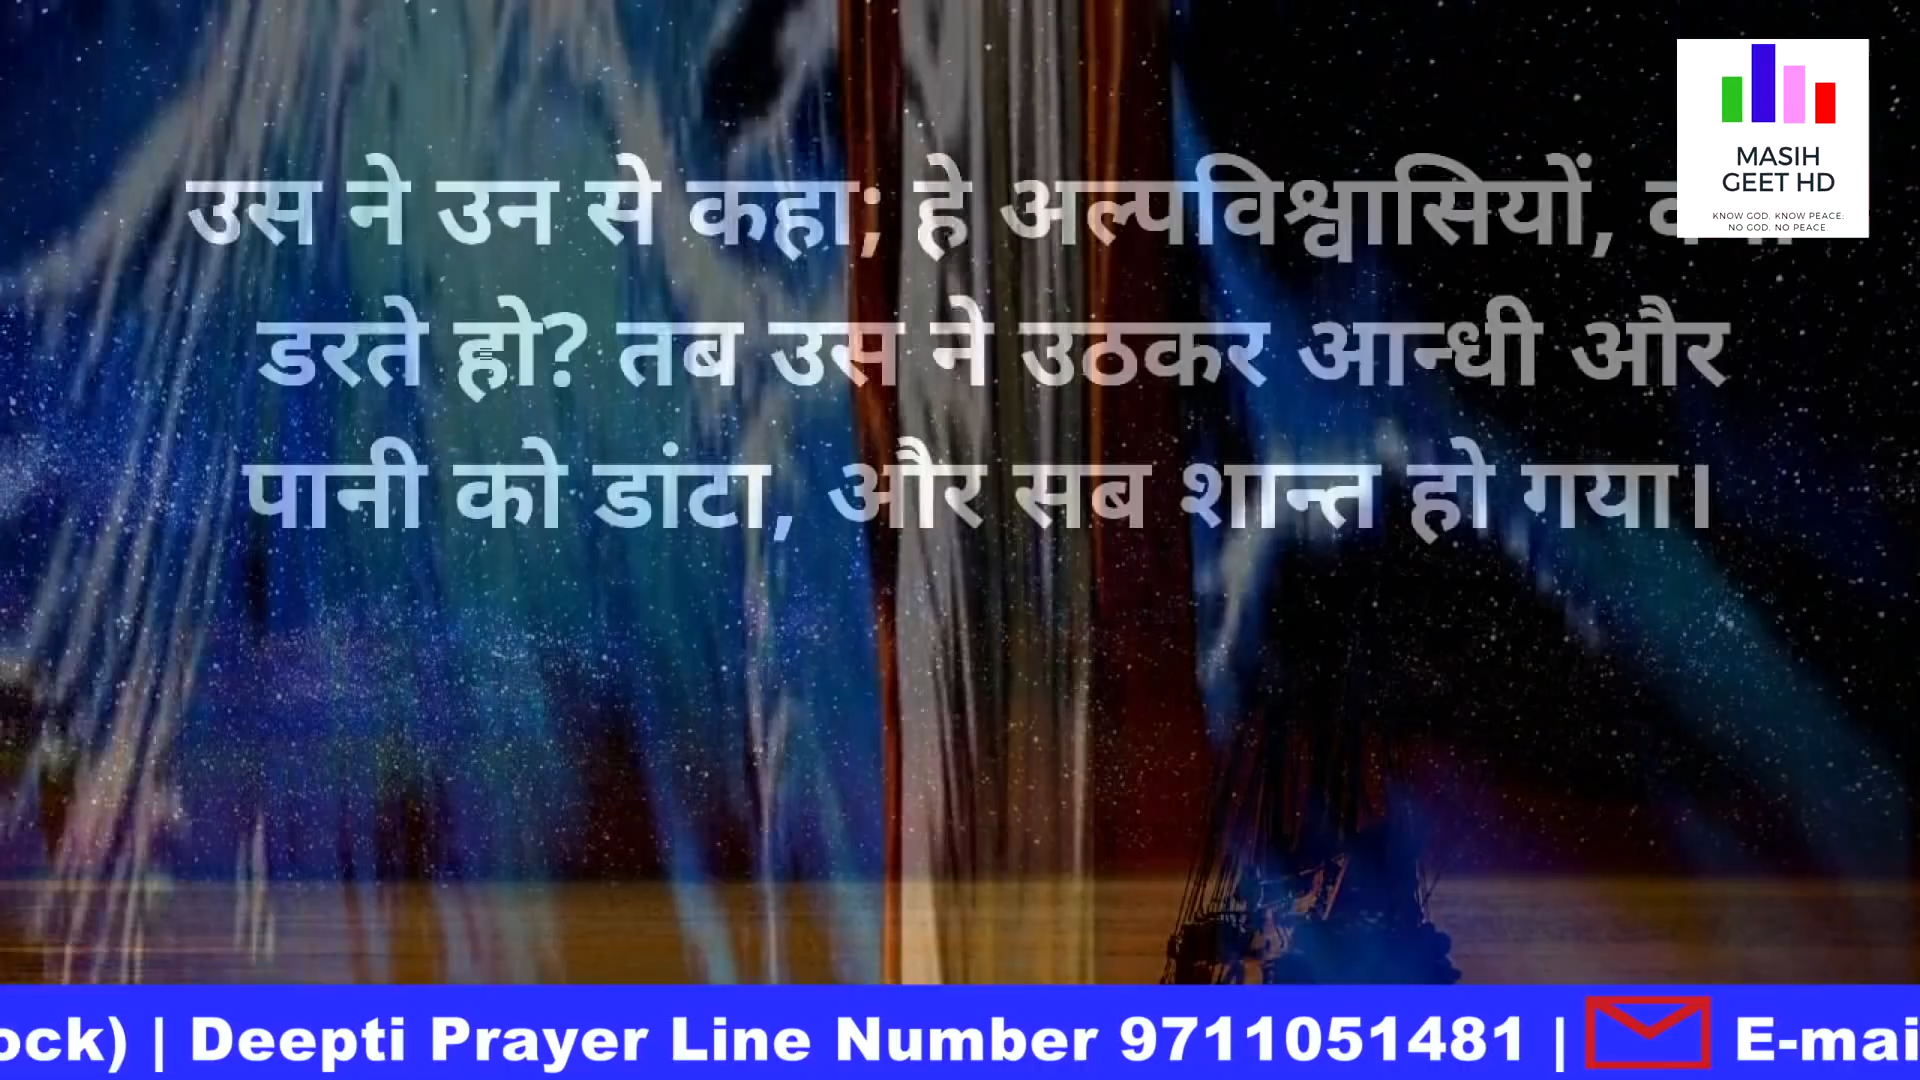 उस ने उन से कहा; हे अल्पविश्वासियों,
डरते हो? तब उस ने उठकर आन्धी और
पानी को डांटा, और सब शान्त हो गया।
MASIH
GEET HD
KNOW GOD, KNOW PEACE;
NO GOD, NO PEACE.
ock) | Deepti Prayer Line Number 9711051481 | E-mai